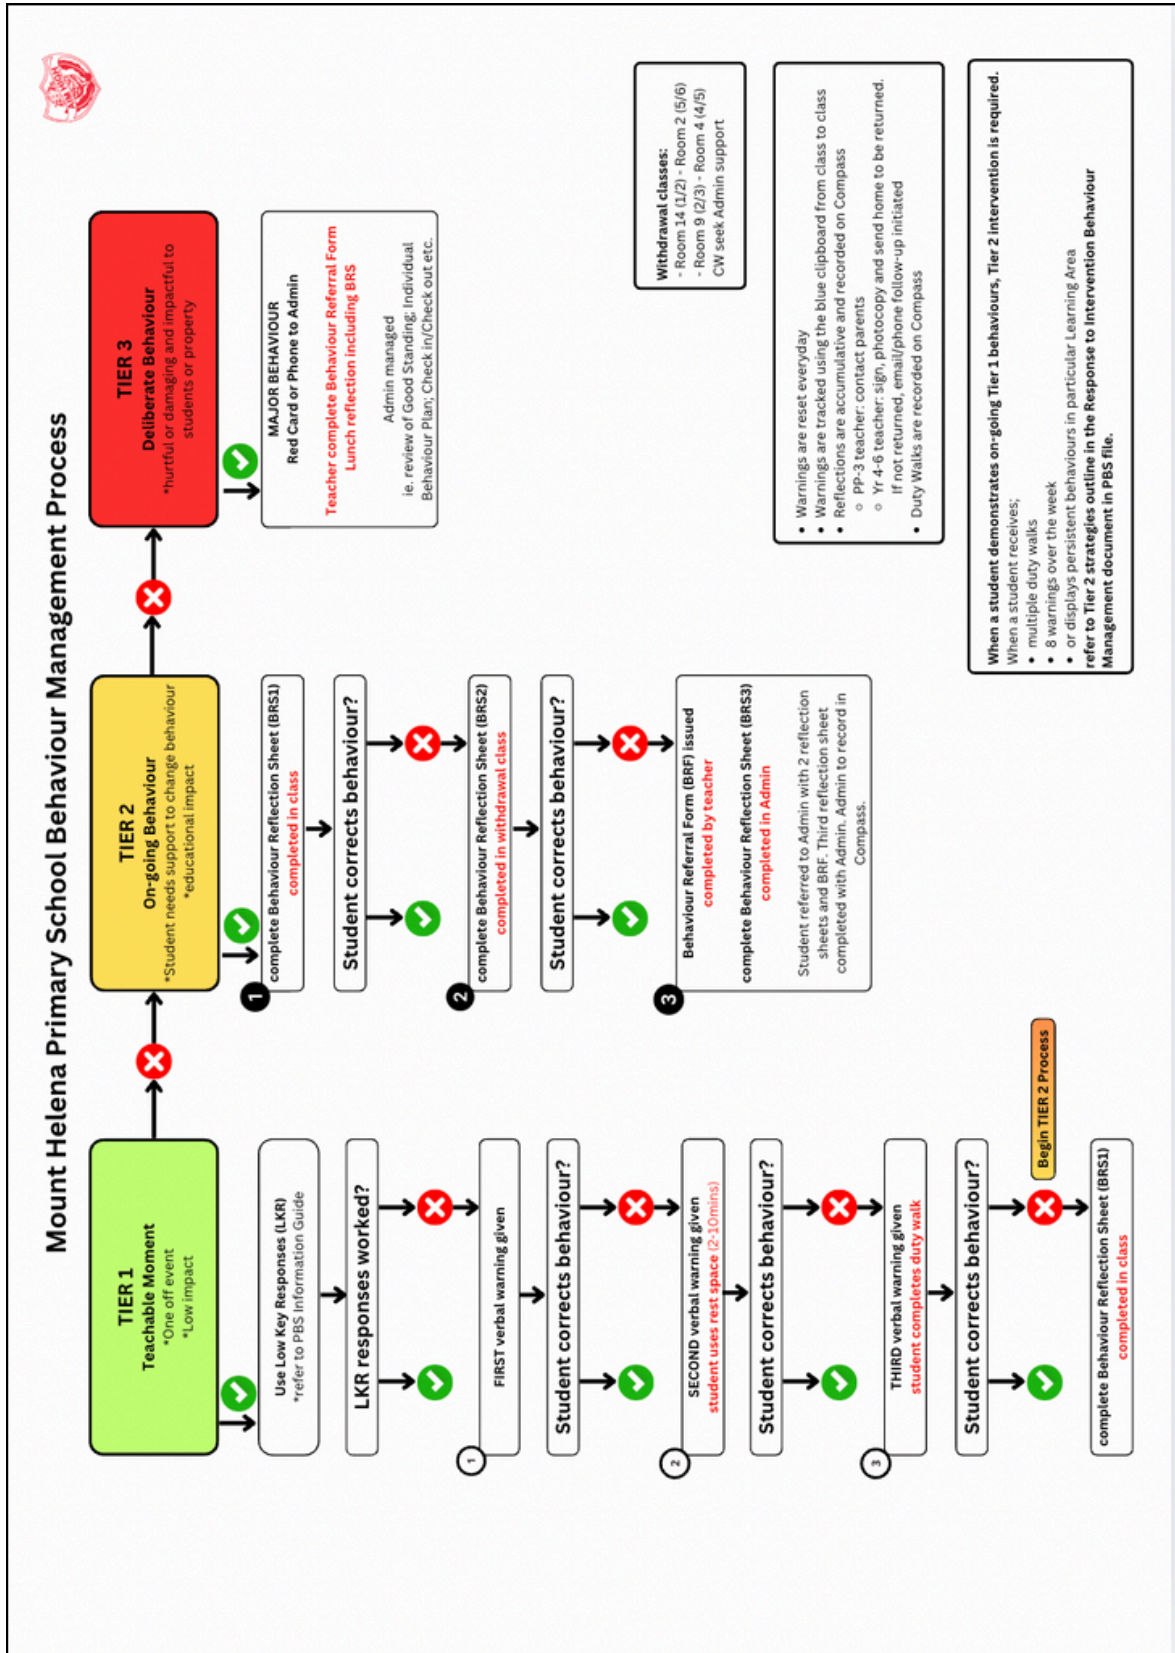 Mount Helena Primary School Behaviour Management Process
TIER 1
Teachable Moment
*One off event
*Low impact
Use Low Key Responses (LKR)
*refer to PBS Information Guide
LKR responses worked?
1
FIRST verbal warning given
Student corrects behaviour?
2
SECOND verbal warning given
student uses rest space (2-10mins)
Student corrects behaviour?
3
THIRD verbal warning given
student completes duty walk
Student corrects behaviour?
Begin TIER 2 Process
complete Behaviour Reflection Sheet (BRS1)
completed in class
TIER 2
On-going Behaviour
*Student needs support to change behaviour
*educational impact
1
complete Behaviour Reflection Sheet (BRS1)
completed in class
Student corrects behaviour?
2
complete Behaviour Reflection Sheet (BRS2)
completed in withdrawal class
Student corrects behaviour?
3
Behaviour Referral Form (BRF) issued
completed by teacher
complete Behaviour Reflection Sheet (BRS3)
completed in Admin
Student referred to Admin with 2 reflection
sheets and BRF. Third reflection sheet
completed with Admin. Admin to record in
Compass.
TIER 3
Deliberate Behaviour
*hurtful or damaging and impactful to
students or property
MAJOR BEHAVIOUR
Red Card or Phone to Admin
Teacher complete Behaviour Referral Form
Lunch reflection including BRS
Admin managed
ie. review of Good Standing; Individual
Behaviour Plan; Check in/Check out etc.
Withdrawal classes:
- Room 14 (1/2) - Room 2 (5/6)
- Room 9 (2/3) - Room 4 (4/5)
CW seek Admin support
• Warnings are reset everyday
• Warnings are tracked using the blue clipboard from class to class
• Reflections are accumulative and recorded on Compass
○ PP-3 teacher: contact parents
○ Yr 4-6 teacher: sign, photocopy and send home to be returned.
If not returned, email/phone follow-up initiated
• Duty Walks are recorded on Compass
When a student demonstrates on-going Tier 1 behaviours, Tier 2 intervention is required.
When a student receives;
• multiple duty walks
• 8 warnings over the week
• or displays persistent behaviours in particular Learning Area
refer to Tier 2 strategies outline in the Response to Intervention Behaviour
Management document in PBS file.